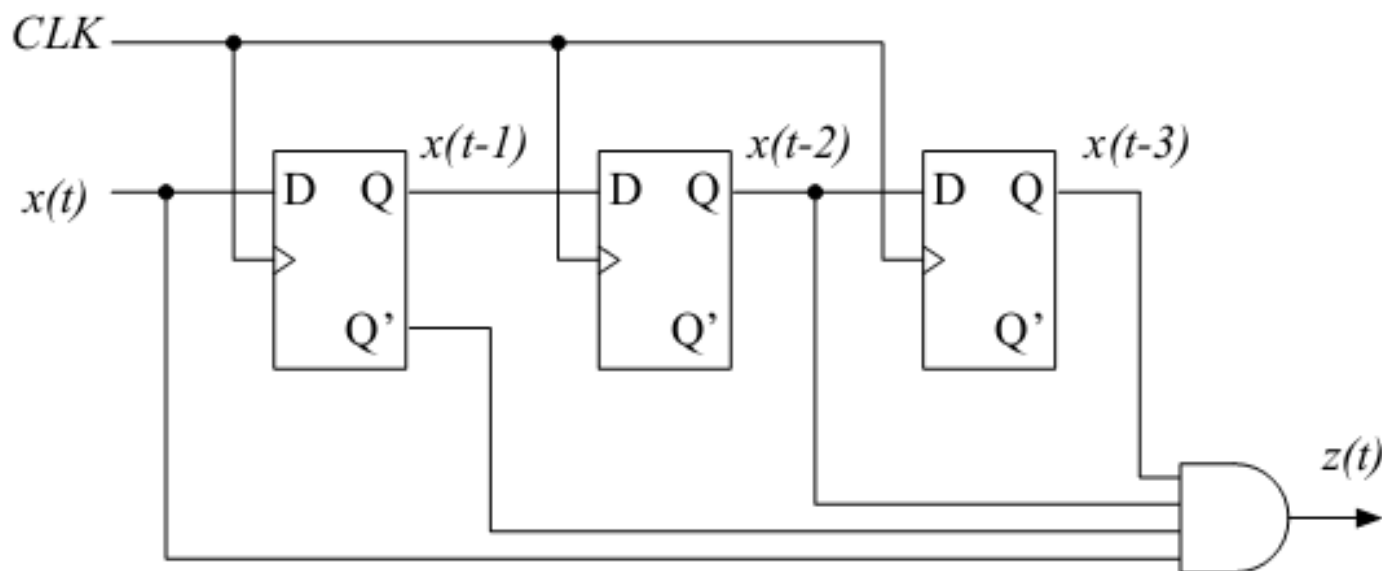 CLK
x(t-1) x(t-2) x(t-3)
x(t) D Q D Q D Q
Q’ Q’ Q’
z(t)